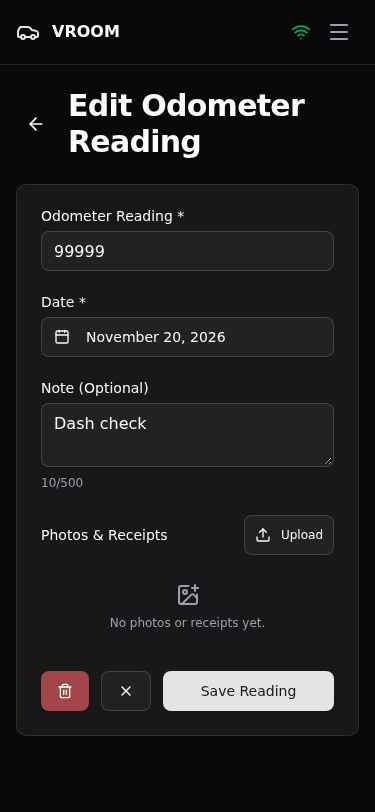 VROOM
Edit Odometer
Reading
Odometer Reading *
99999
Date *
November 20, 2026
Note (Optional)
Dash check
10/500
Photos & Receipts
Upload
No photos or receipts yet.
Save Reading